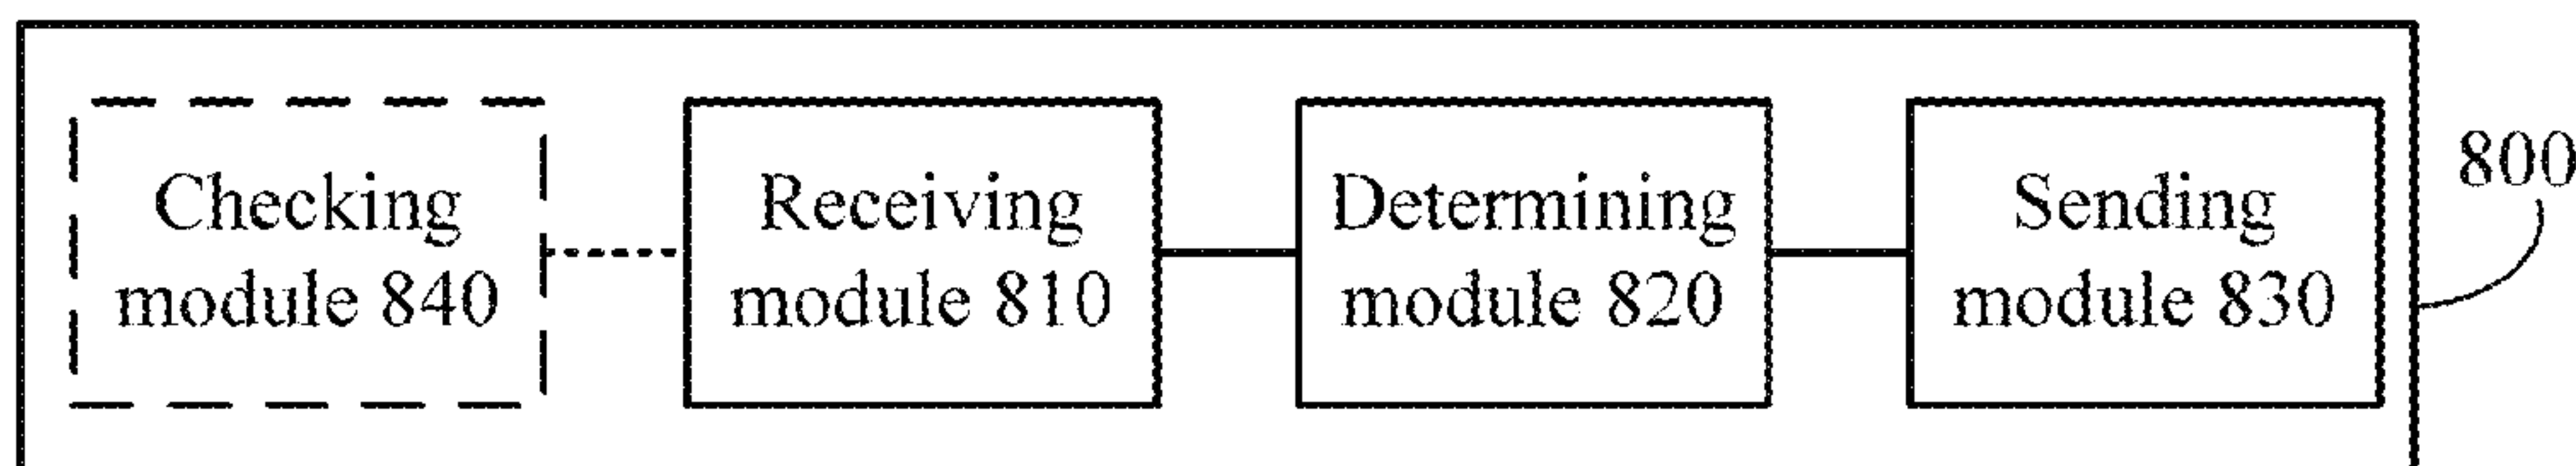 Checking
module 840
Receiving
module 810
Determining
module 820
Sending
module 830
800